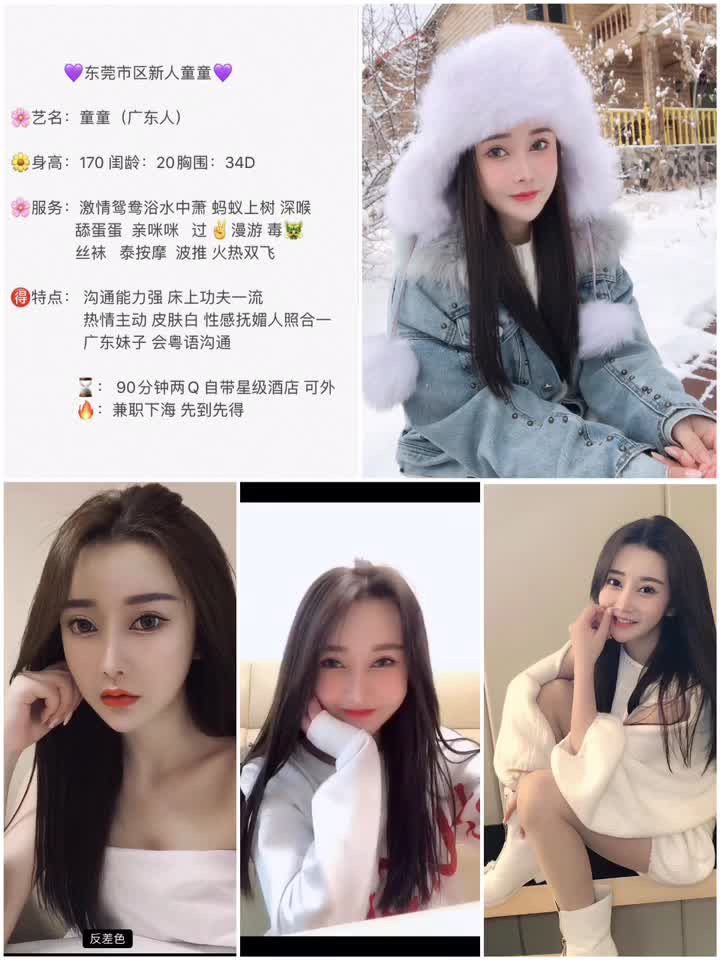 💜东莞市区新人童童💜
🌸艺名：童童（广东人）
🌼身高：170 闺龄：20胸围：34D
🌸服务：激情鸳鸯浴水中萧 蚂蚁上树 深喉
舔蛋蛋 亲咪咪 过✌️漫游 毒
丝袜 泰按摩 波推 火热双飞
🉐特点： 沟通能力强 床上功夫一流
热情主动 皮肤白 性感抚媚人照合一
广东妹子 会粤语沟通
⌛： 90分钟两Q 自带星级酒店 可外
🔥：兼职下海 先到先得
反差色